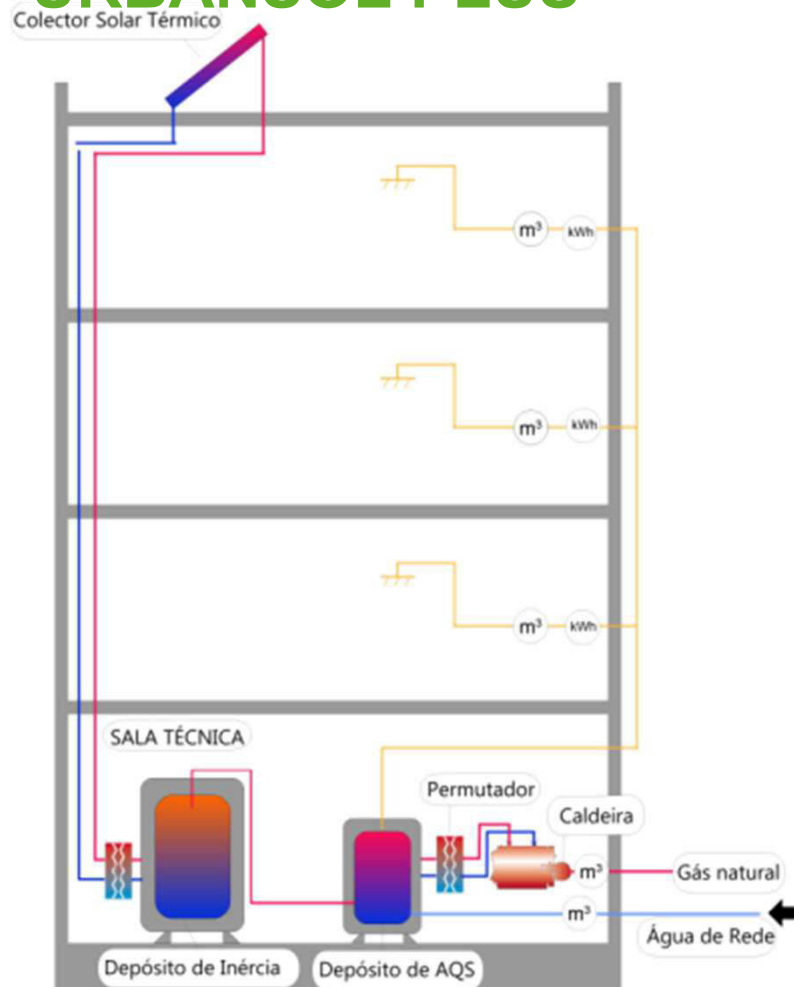 Colector Solar Térmico
m³ kWh
m³ kWh
m³ kWh
SALA TÉCNICA
Permutador
Caldeira
m³
Gás natural
m³
Água de Rede
Depósito de Inércia
Depósito de AQS